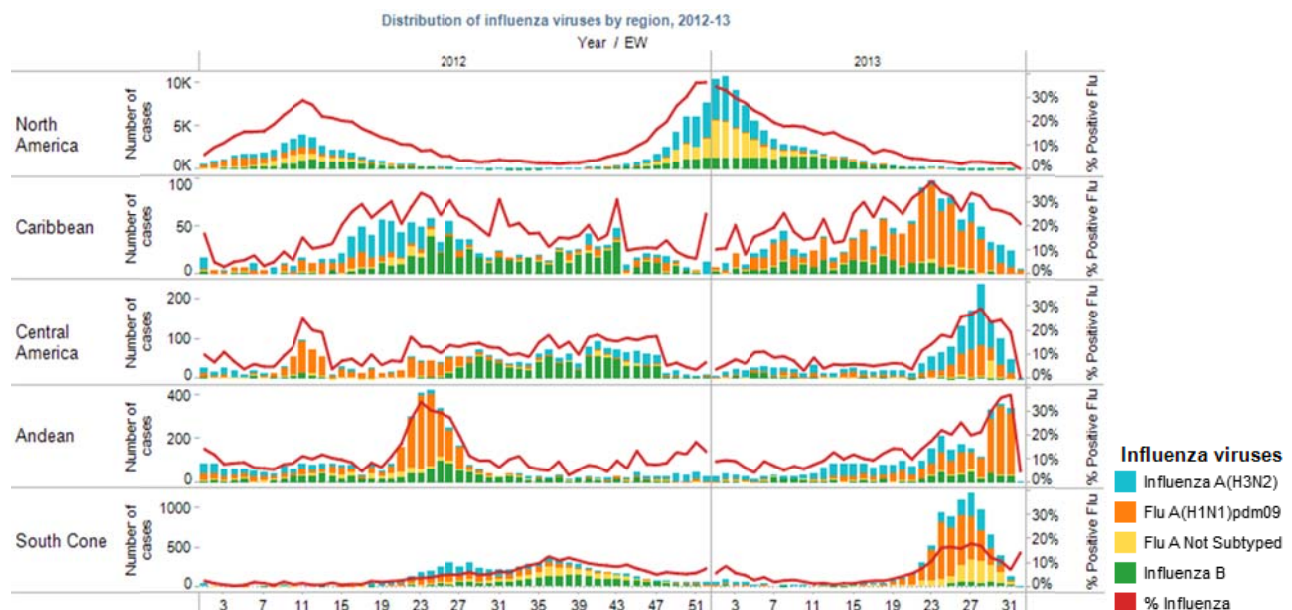 Distribution of influenza viruses by region, 2012-13
Year / EW
2012 2013
North America
Number of cases
10K
5K
0K
30%
20%
10%
0%
% Positive Flu
Caribbean
Number of cases
100
50
0
30%
20%
10%
0%
% Positive Flu
Central America
Number of cases
200
100
0
30%
20%
10%
0%
% Positive Flu
Andean
Number of cases
400
200
0
30%
20%
10%
0%
% Positive Flu
South Cone
Number of cases
1000
500
0
30%
20%
10%
0%
% Positive Flu
3 7 11 15 19 23 27 31 35 39 43 47 51 3 7 11 15 19 23 27 31
Influenza viruses
Influenza A(H3N2)
Flu A(H1N1)pdm09
Flu A Not Subtyped
Influenza B
% Influenza